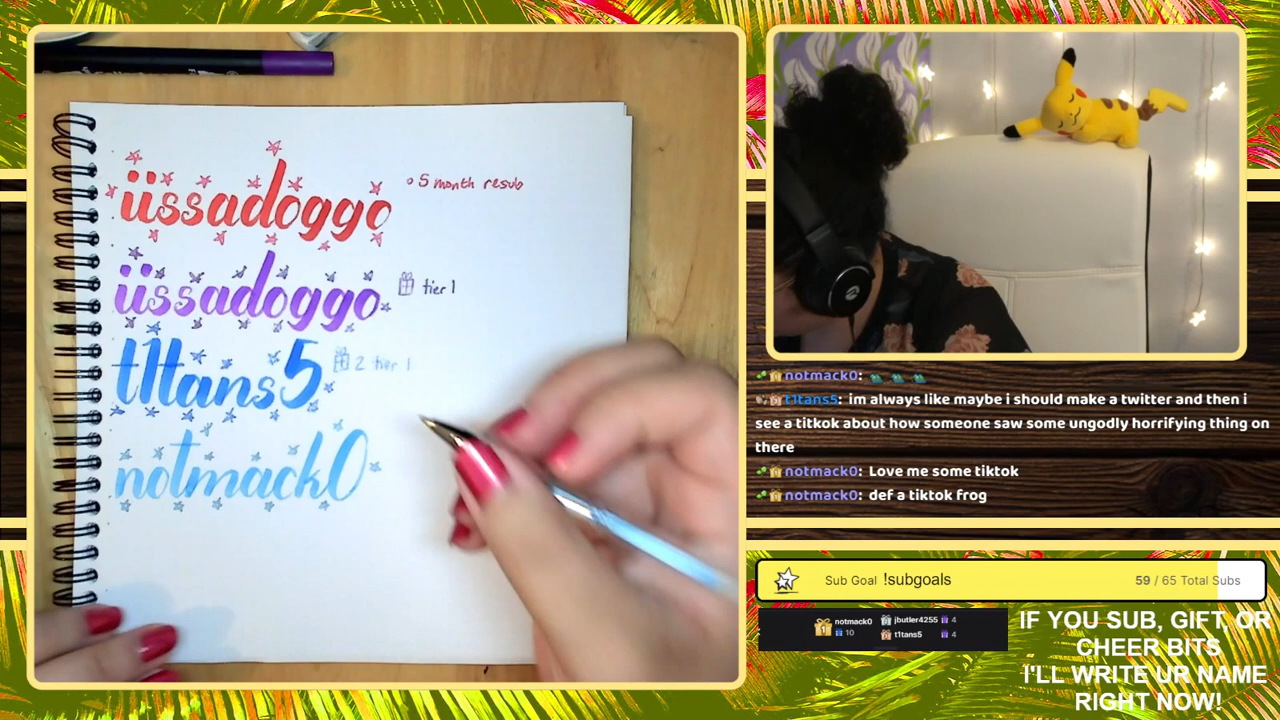 üssadoggo
5 month resub
üssadoggo
tier 1
t1tans5
2 tier 1
notmack0
notmack0:
t1tans5: im always like maybe i should make a twitter and then i
see a titkok about how someone saw some ungodly horrifying thing on
there
notmack0: Love me some tiktok
notmack0: def a tiktok frog
Sub Goal !subgoals
59 / 65 Total Subs
1 notmack0
10
jbutler4255 4
t1tans5 4
IF YOU SUB, GIFT, OR
CHEER BITS
I'LL WRITE UR NAME
RIGHT NOW!